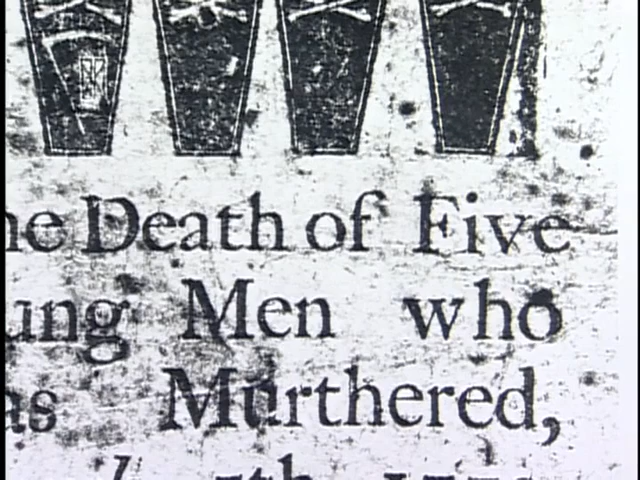 he Death of Five
ung Men who
as Murthered,